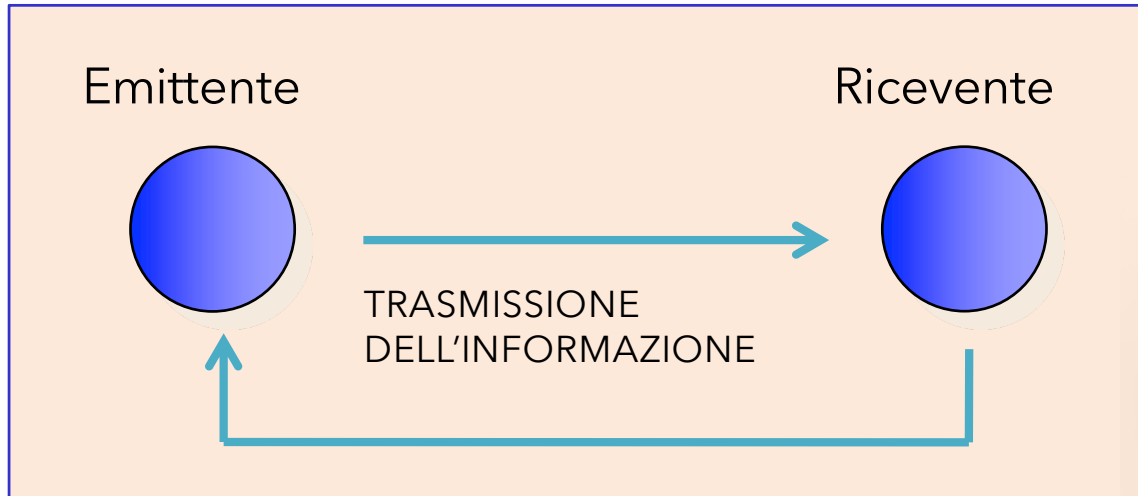 Emittente
Ricevente
TRASMISSIONE
DELL’INFORMAZIONE